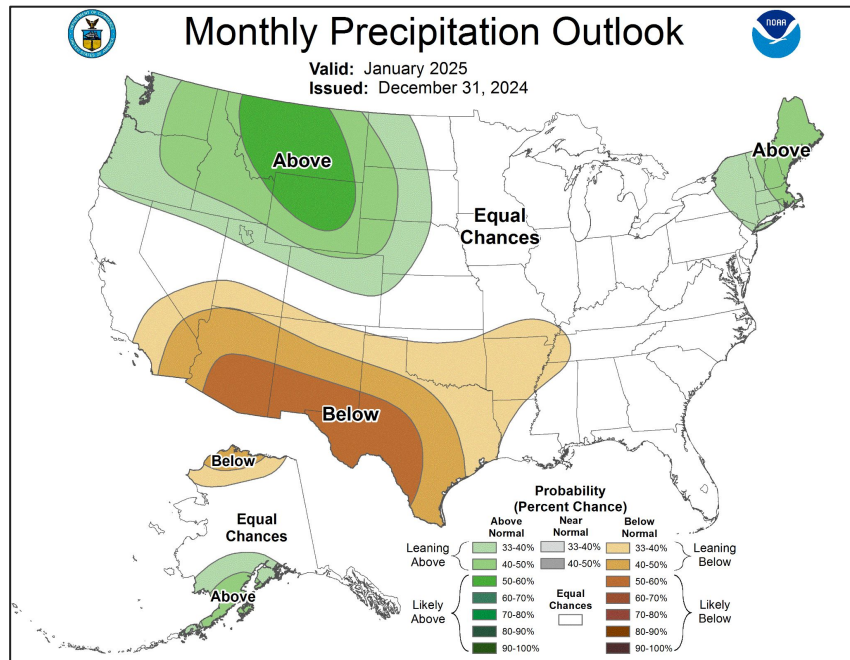 Monthly Precipitation Outlook
NOAA
Valid: January 2025
Issued: December 31, 2024
Above
Above
Equal
Chances
Below
Below
Equal
Chances
Above
Probability
(Percent Chance)
Above
Normal
Near
Normal
Below
Normal
Leaning
Above
33-40%
33-40%
33-40%
Leaning
Below
40-50%
40-50%
40-50%
Likely
Above
50-60%
60-70%
70-80%
80-90%
90-100%
Equal
Chances
50-60%
60-70%
70-80%
80-90%
90-100%
Likely
Below